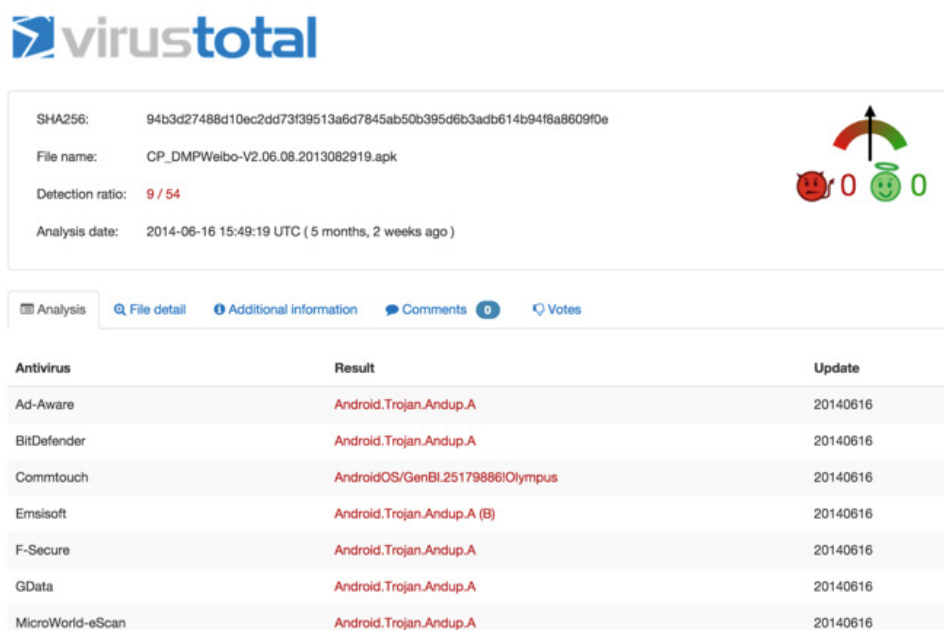 virustotal
SHA256: 94b3d27488d10ec2dd73f39513a6d7845ab50b395d6b3adb614b94f8a8609f0e
File name: CP_DMPWeibo-V2.06.08.2013082919.apk
Detection ratio: 9 / 54
Analysis date: 2014-06-16 15:49:19 UTC ( 5 months, 2 weeks ago )
0 0
Analysis File detail Additional information Comments 0 Votes
Antivirus Result Update
Ad-Aware Android.Trojan.Andup.A 20140616
BitDefender Android.Trojan.Andup.A 20140616
Commtouch AndroidOS/GenBl.25179886!Olympus 20140616
Emsisoft Android.Trojan.Andup.A (B) 20140616
F-Secure Android.Trojan.Andup.A 20140616
GData Android.Trojan.Andup.A 20140616
MicroWorld-eScan Android.Trojan.Andup.A 20140616